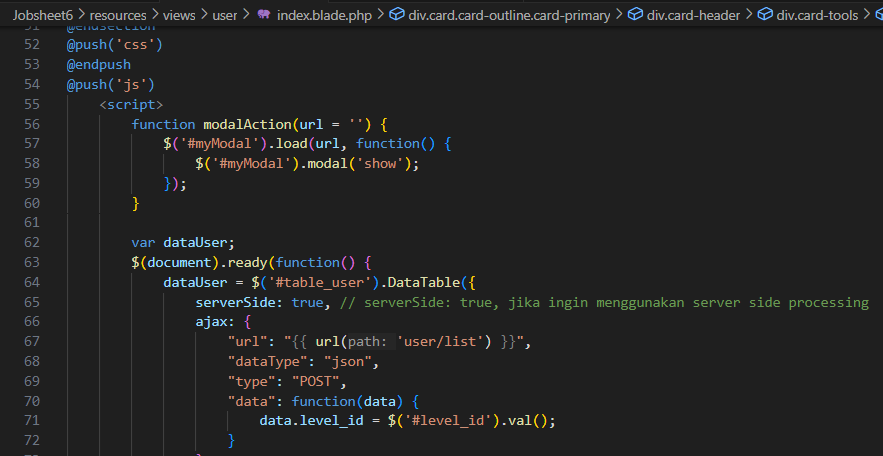 Jobsheet6 > resources > views > user > index.blade.php > div.card.card-outline.card-primary > div.card-header > div.card-tools >
51 @endsection
52 @push('css')
53 @endpush
54 @push('js')
55 <script>
56 function modalAction(url = '') {
57 $('#myModal').load(url, function() {
58 $('#myModal').modal('show');
59 });
60 }
61
62 var dataUser;
63 $(document).ready(function() {
64 dataUser = $('#table_user').DataTable({
65 serverSide: true, // serverSide: true, jika ingin menggunakan server side processing
66 ajax: {
67 "url": "{{ url(path: 'user/list') }}",
68 "dataType": "json",
69 "type": "POST",
70 "data": function(data) {
71 data.level_id = $('#level_id').val();
72 }